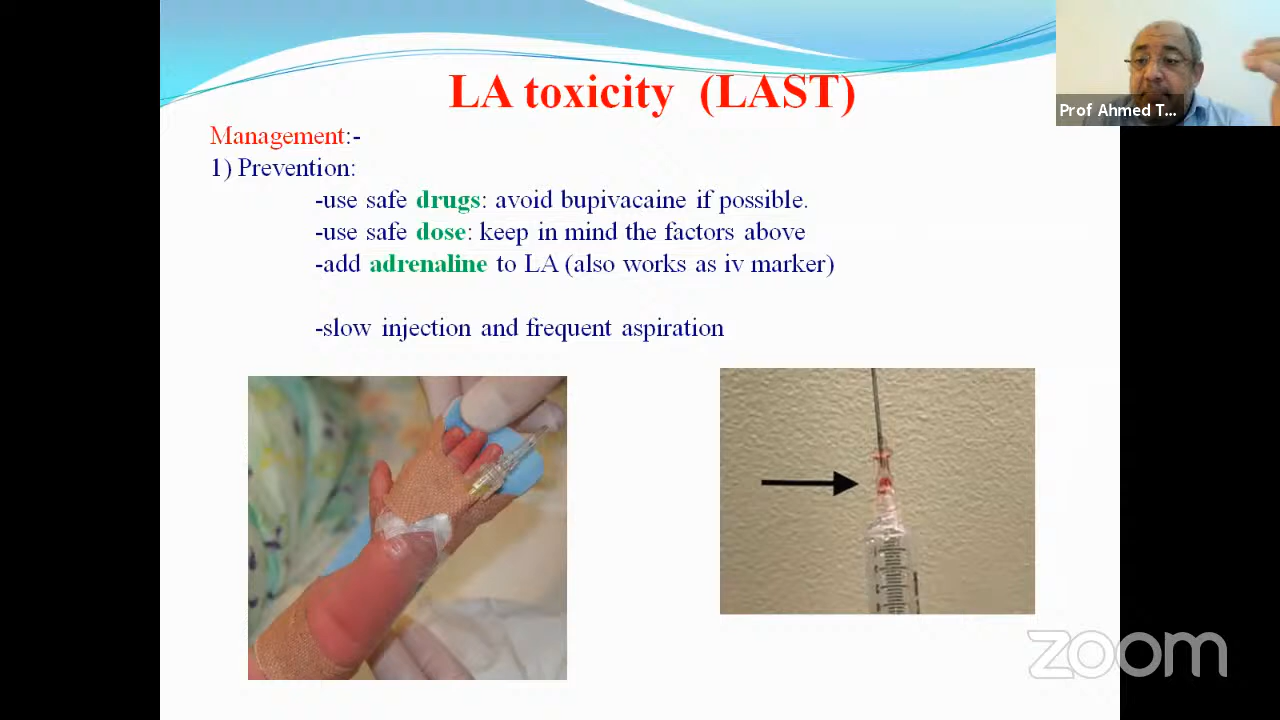 LA toxicity (LAST)
Prof Ahmed T...
Management:-
1) Prevention:
-use safe drugs: avoid bupivacaine if possible.
-use safe dose: keep in mind the factors above
-add adrenaline to LA (also works as iv marker)
-slow injection and frequent aspiration
zoom